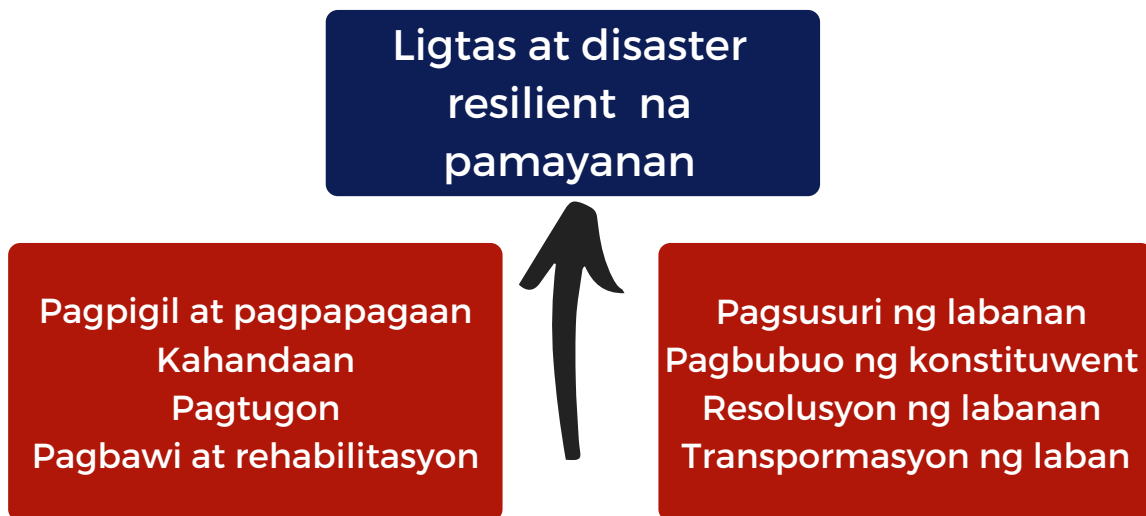 Ligtas at disaster
resilient na
pamayanan
Pagpigil at pagpapagaan
Kahandaan
Pagtugon
Pagbawi at rehabilitasyon
Pagsusuri ng labanan
Pagbubuo ng konstituwent
Resolusyon ng labanan
Transpormasyon ng laban